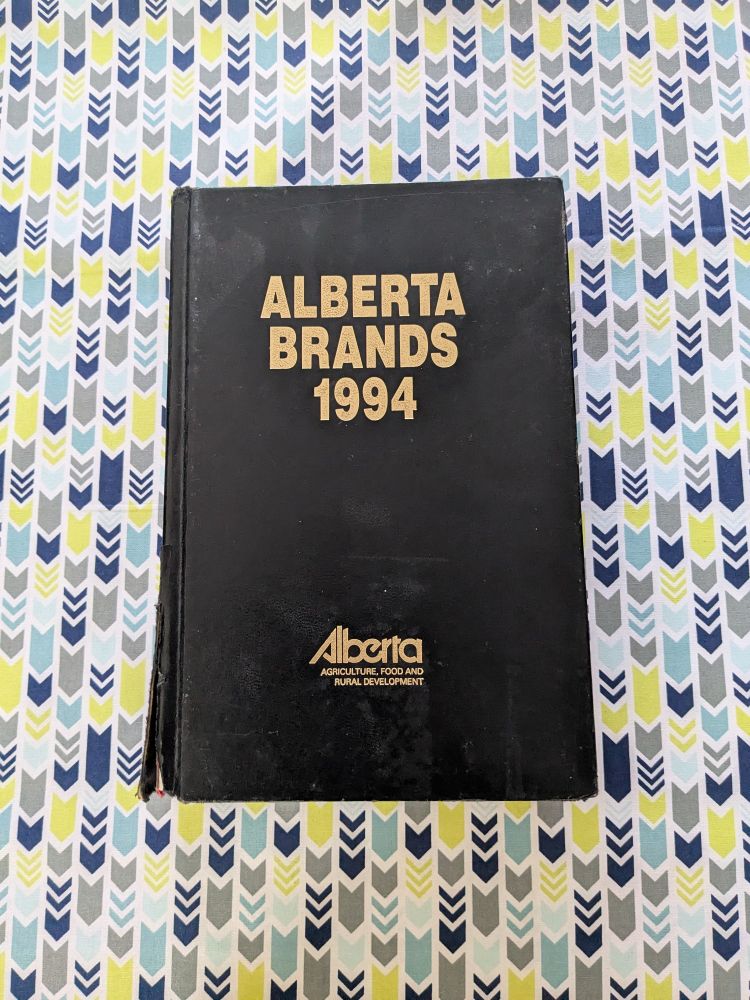 ALBERTA
BRANDS
1994
Alberta
AGRICULTURE, FOOD AND
RURAL DEVELOPMENT